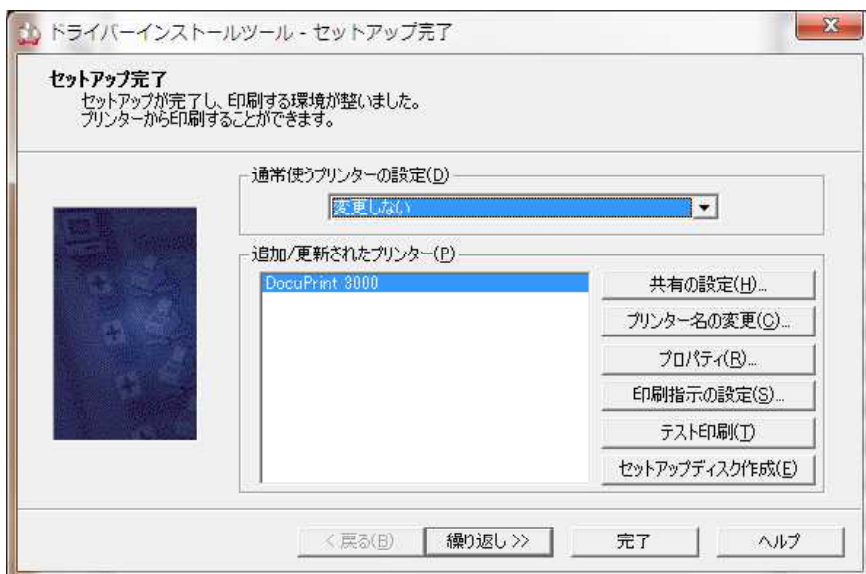 ドライバーインストールツール - セットアップ完了
セットアップ完了
セットアップが完了し、印刷する環境が整いました。
プリンターから印刷することができます。
通常使うプリンターの設定(D)
変更しない
追加/更新されたプリンター(P)
DocuPrint 3000
共有の設定(H)...
プリンター名の変更(C)...
プロパティ(R)...
印刷指示の設定(S)...
テスト印刷(T)
セットアップディスク作成(E)
< 戻る(B)
繰り返し >>
完了
ヘルプ